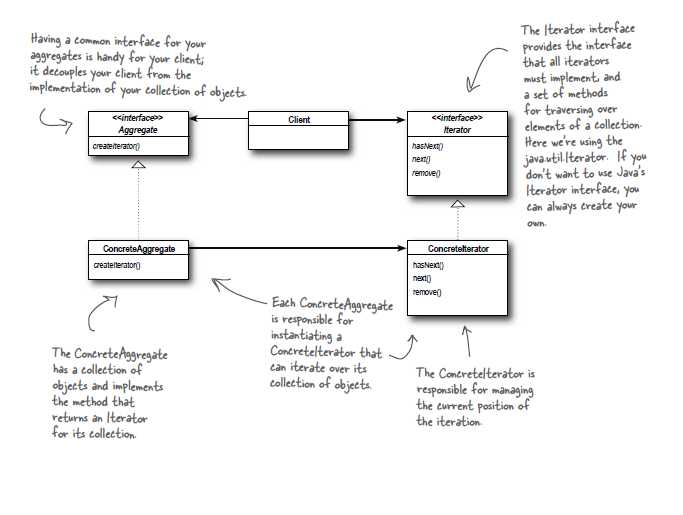 Having a common interface for your
aggregates is handy for your client;
it decouples your client from the
implementation of your collection of objects.
The Iterator interface
provides the interface
that all iterators
must implement, and
a set of methods
for traversing over
elements of a collection.
Here we're using the
java.util.Iterator. If you
don't want to use Java's
Iterator interface, you
can always create your
own.
<<interface>>
Aggregate
createIterator()
Client
<<interface>>
Iterator
hasNext()
next()
remove()
ConcreteAggregate
createIterator()
ConcreteIterator
hasNext()
next()
remove()
Each ConcreteAggregate
is responsible for
instantiating a
ConcreteIterator that
can iterate over its
collection of objects.
The ConcreteAggregate
has a collection of
objects and implements
the method that
returns an Iterator
for its collection.
The ConcreteIterator is
responsible for managing
the current position of
the iteration.